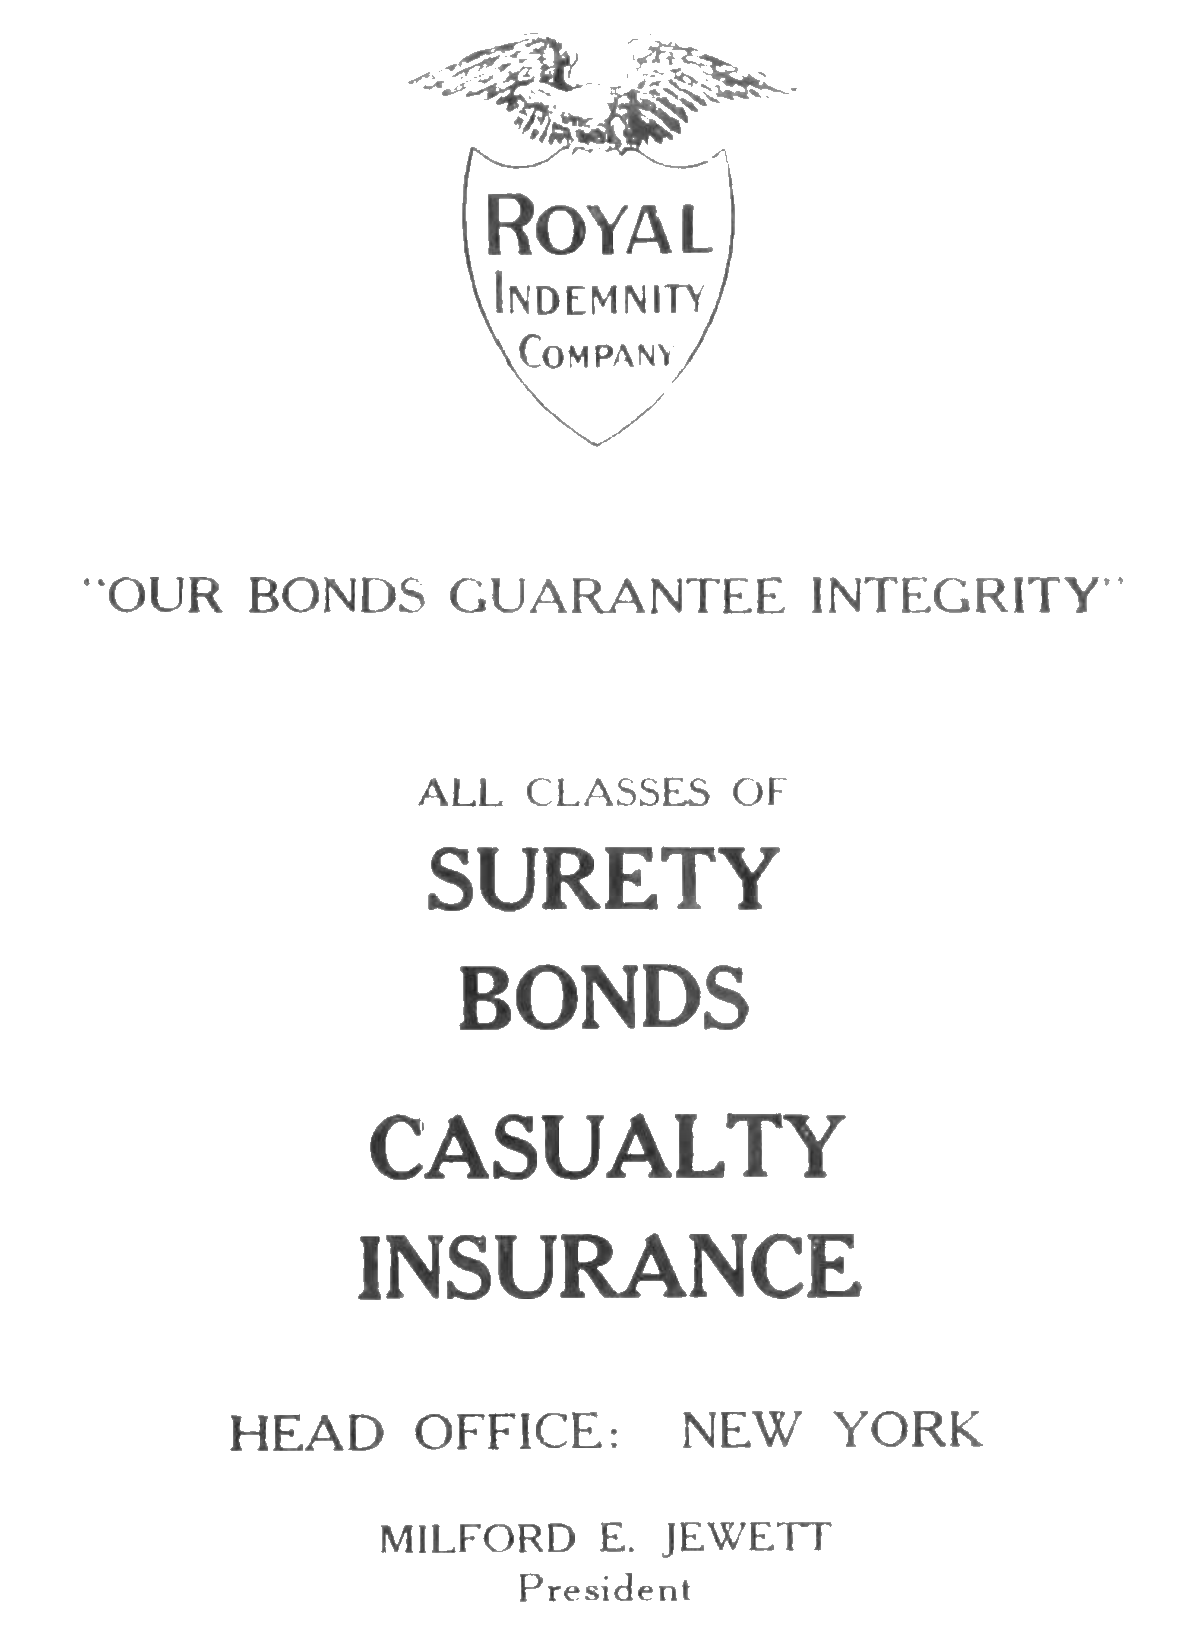 ROYAL
INDEMNITY
COMPANY
"OUR BONDS GUARANTEE INTEGRITY"
ALL CLASSES OF
SURETY
BONDS
CASUALTY
INSURANCE
HEAD OFFICE: NEW YORK
MILFORD E. JEWETT
President